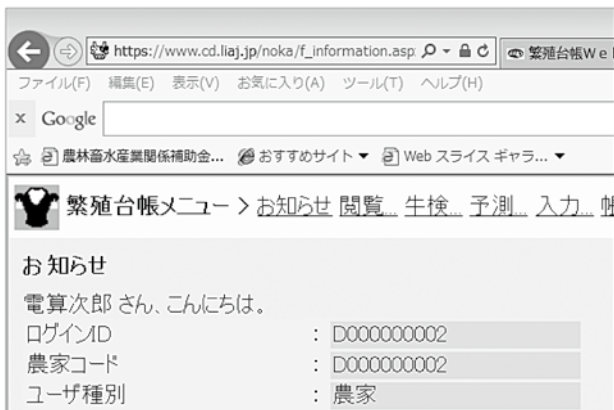 https://www.cd.liaj.jp/noka/f_information.asp
繁殖台帳Ｗｅ
ファイル(F) 編集(E) 表示(V) お気に入り(A) ツール(T) ヘルプ(H)
x Google
農林畜水産業関係補助金... おすすめサイト ▼ Web スライス ギャラ... ▼
繁殖台帳メニュー > お知らせ 閲覧... 牛検... 予測... 入力...
お知らせ
電算次郎 さん、こんにちは。
ログインID : D000000002
農家コード : D000000002
ユーザ種別 : 農家